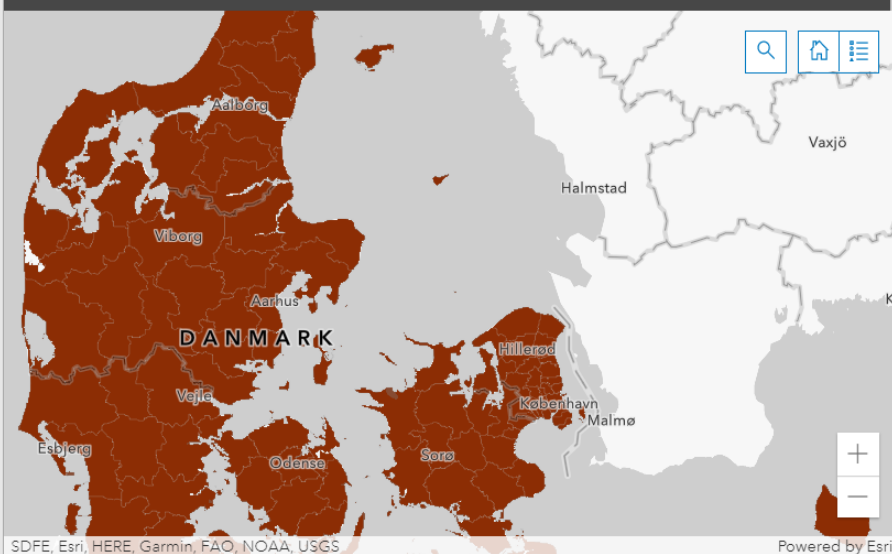 Aalborg
Vaxjö
Halmstad
Viborg
Aarhus
DANMARK
Hillerød
Vejle
København
Malmø
Esbjerg
Sorø
Odense
SDFE, Esri, HERE, Garmin, FAO, NOAA, USGS
Powered by Esri